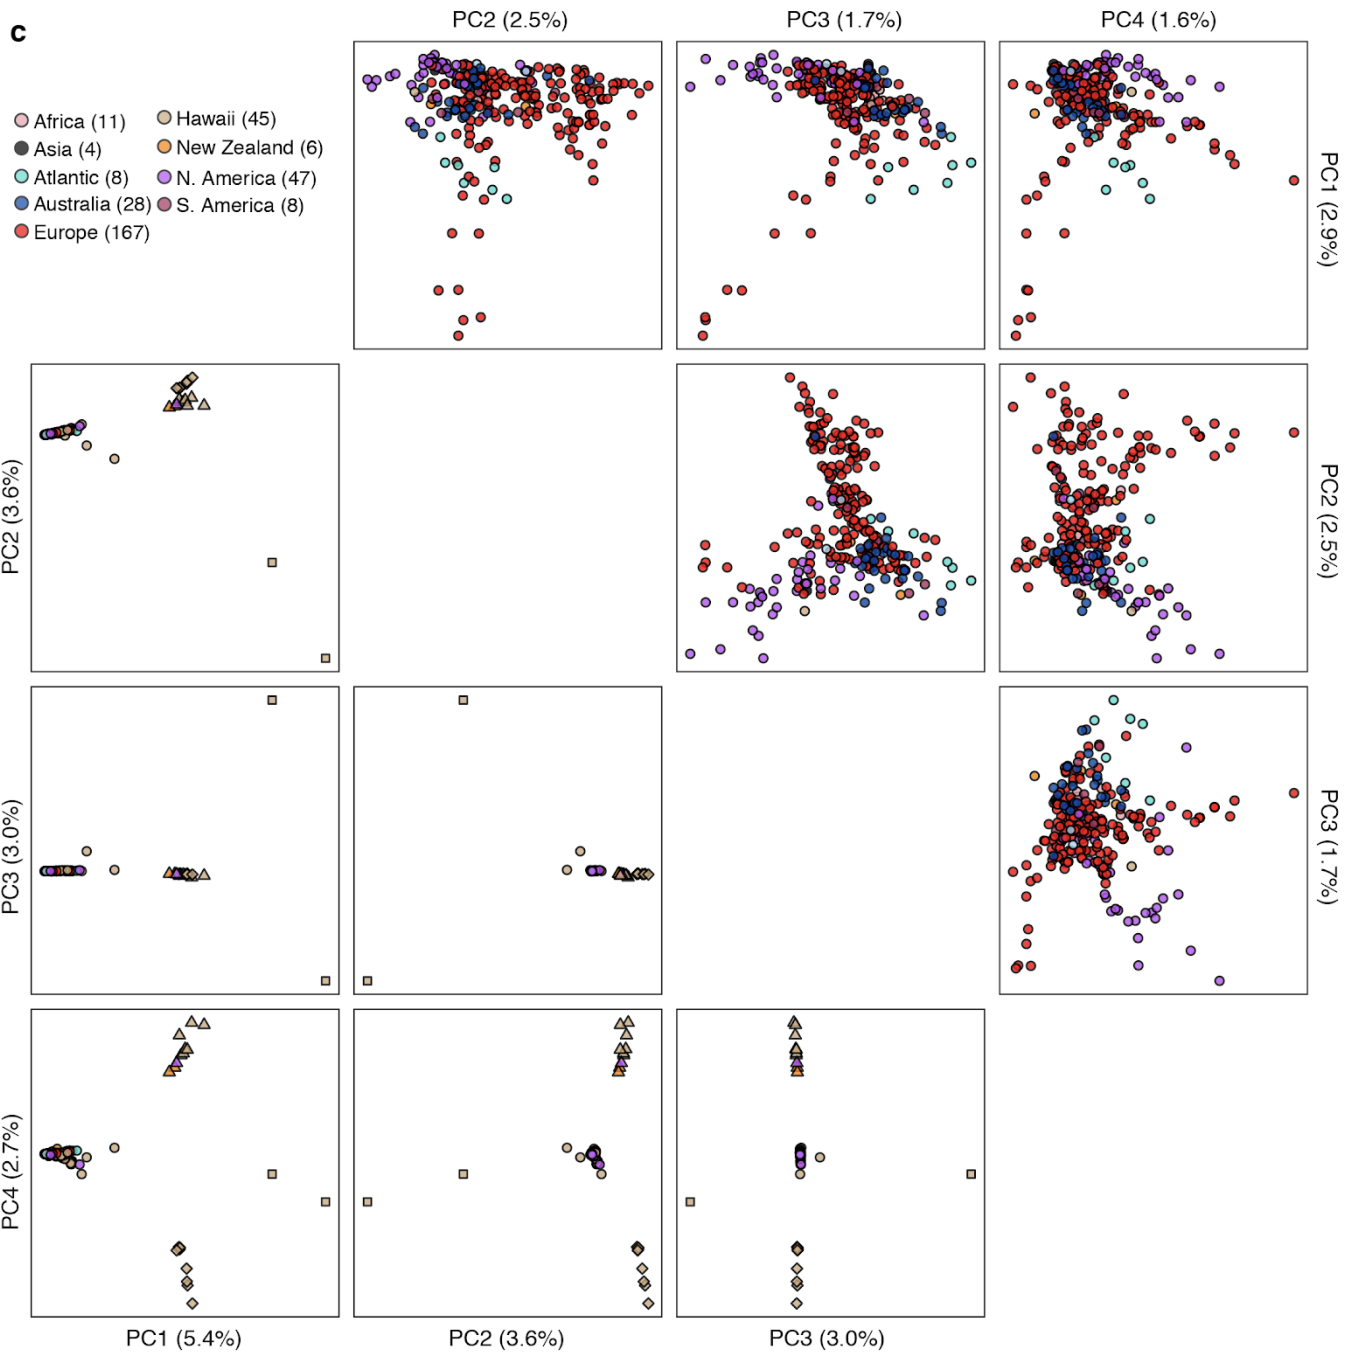 c
PC2 (2.5%)
PC3 (1.7%)
PC4 (1.6%)
Africa (11)
Asia (4)
Atlantic (8)
Australia (28)
Europe (167)
Hawaii (45)
New Zealand (6)
N. America (47)
S. America (8)
PC1 (2.9%)
PC2 (3.6%)
PC2 (2.5%)
PC3 (3.0%)
PC3 (1.7%)
PC4 (2.7%)
PC1 (5.4%)
PC2 (3.6%)
PC3 (3.0%)